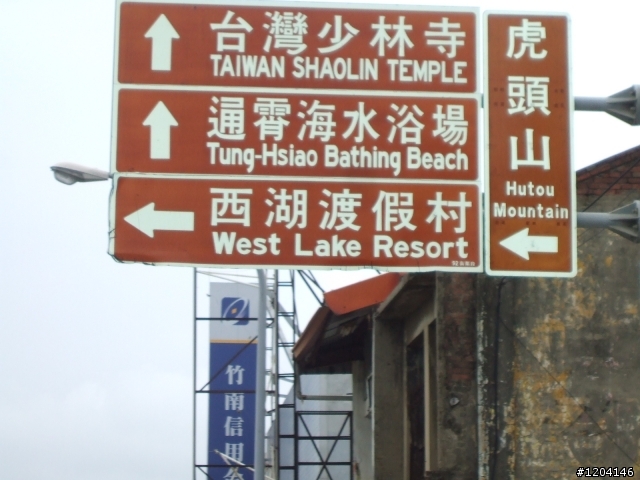 台灣少林寺
TAIWAN SHAOLIN TEMPLE
通霄海水浴場
Tung-Hsiao Bathing Beach
西湖渡假村
West Lake Resort
虎頭山
Hutou
Mountain
竹南信用
#1204146